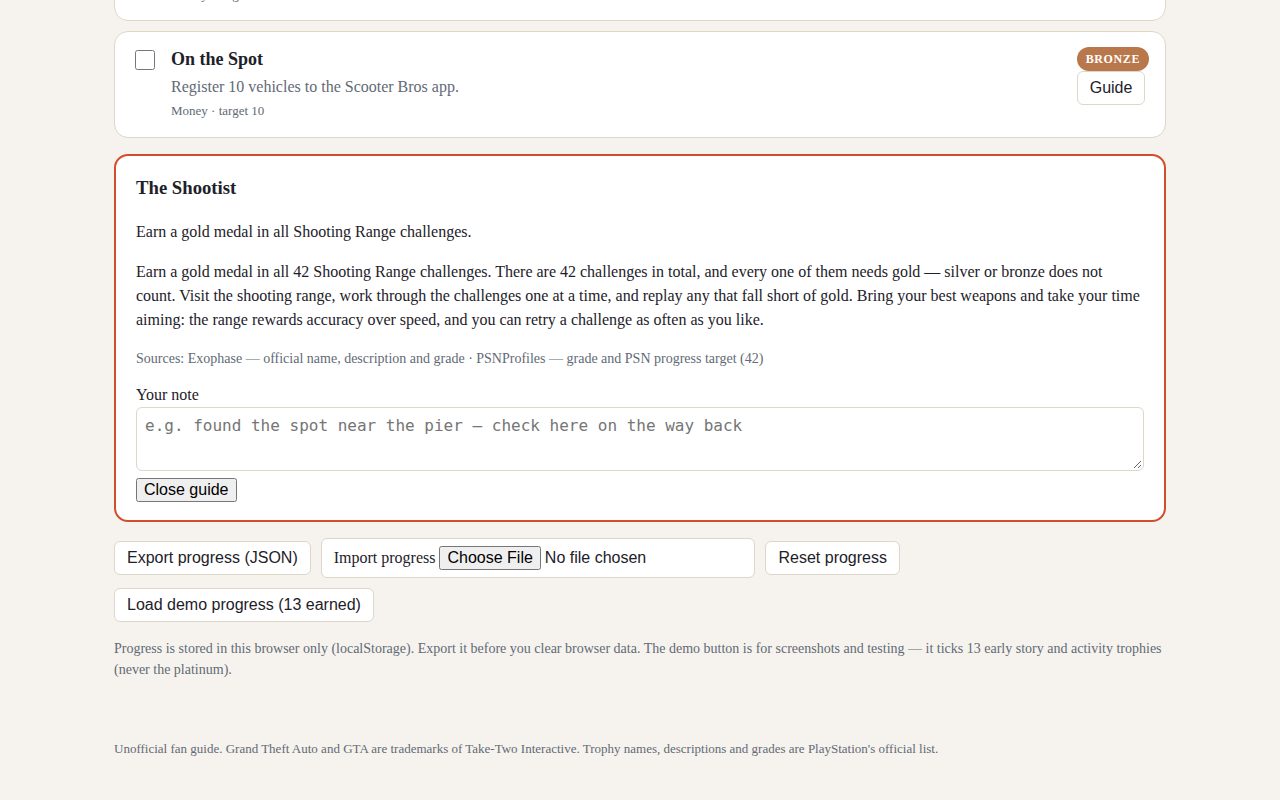 On the Spot
BRONZE
Register 10 vehicles to the Scooter Bros app.
Guide
Money · target 10
The Shootist
Earn a gold medal in all Shooting Range challenges.
Earn a gold medal in all 42 Shooting Range challenges. There are 42 challenges in total, and every one of them needs gold — silver or bronze does not
count. Visit the shooting range, work through the challenges one at a time, and replay any that fall short of gold. Bring your best weapons and take your time
aiming: the range rewards accuracy over speed, and you can retry a challenge as often as you like.
Sources: Exophase — official name, description and grade · PSNProfiles — grade and PSN progress target (42)
Your note
e.g. found the spot near the pier — check here on the way back
Close guide
Export progress (JSON)
Import progress Choose File No file chosen
Reset progress
Load demo progress (13 earned)
Progress is stored in this browser only (localStorage). Export it before you clear browser data. The demo button is for screenshots and testing — it ticks 13 early story and activity trophies
(never the platinum).
Unofficial fan guide. Grand Theft Auto and GTA are trademarks of Take-Two Interactive. Trophy names, descriptions and grades are PlayStation's official list.